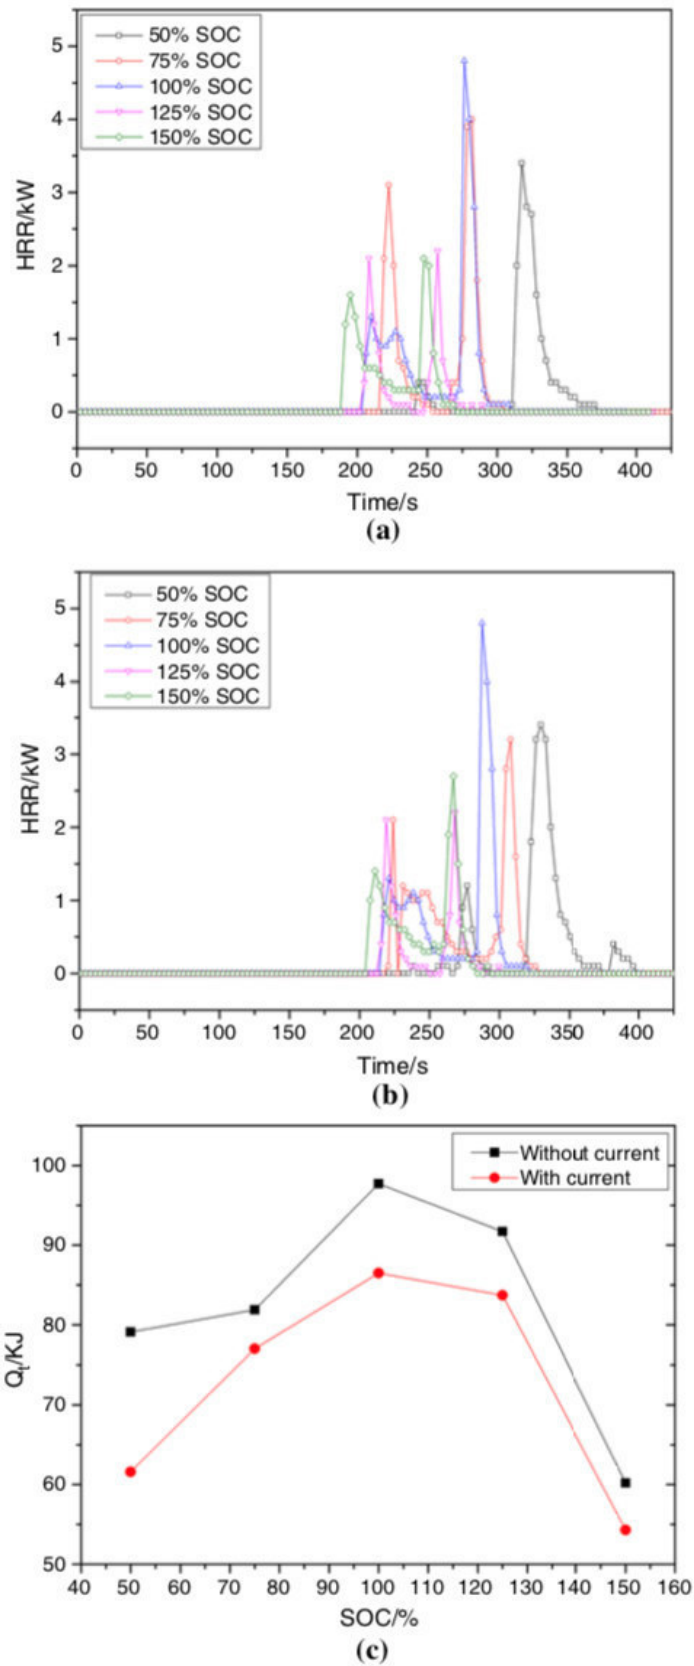 50% SOC
75% SOC
100% SOC
125% SOC
150% SOC
5
4
3
2
1
0
HRR/kW
0 50 100 150 200 250 300 350 400
Time/s
(a)
50% SOC
75% SOC
100% SOC
125% SOC
150% SOC
5
4
3
2
1
0
HRR/kW
0 50 100 150 200 250 300 350 400
Time/s
(b)
Without current
With current
100
90
80
70
60
50
Qt/KJ
40 50 60 70 80 90 100 110 120 130 140 150 160
SOC/%
(c)